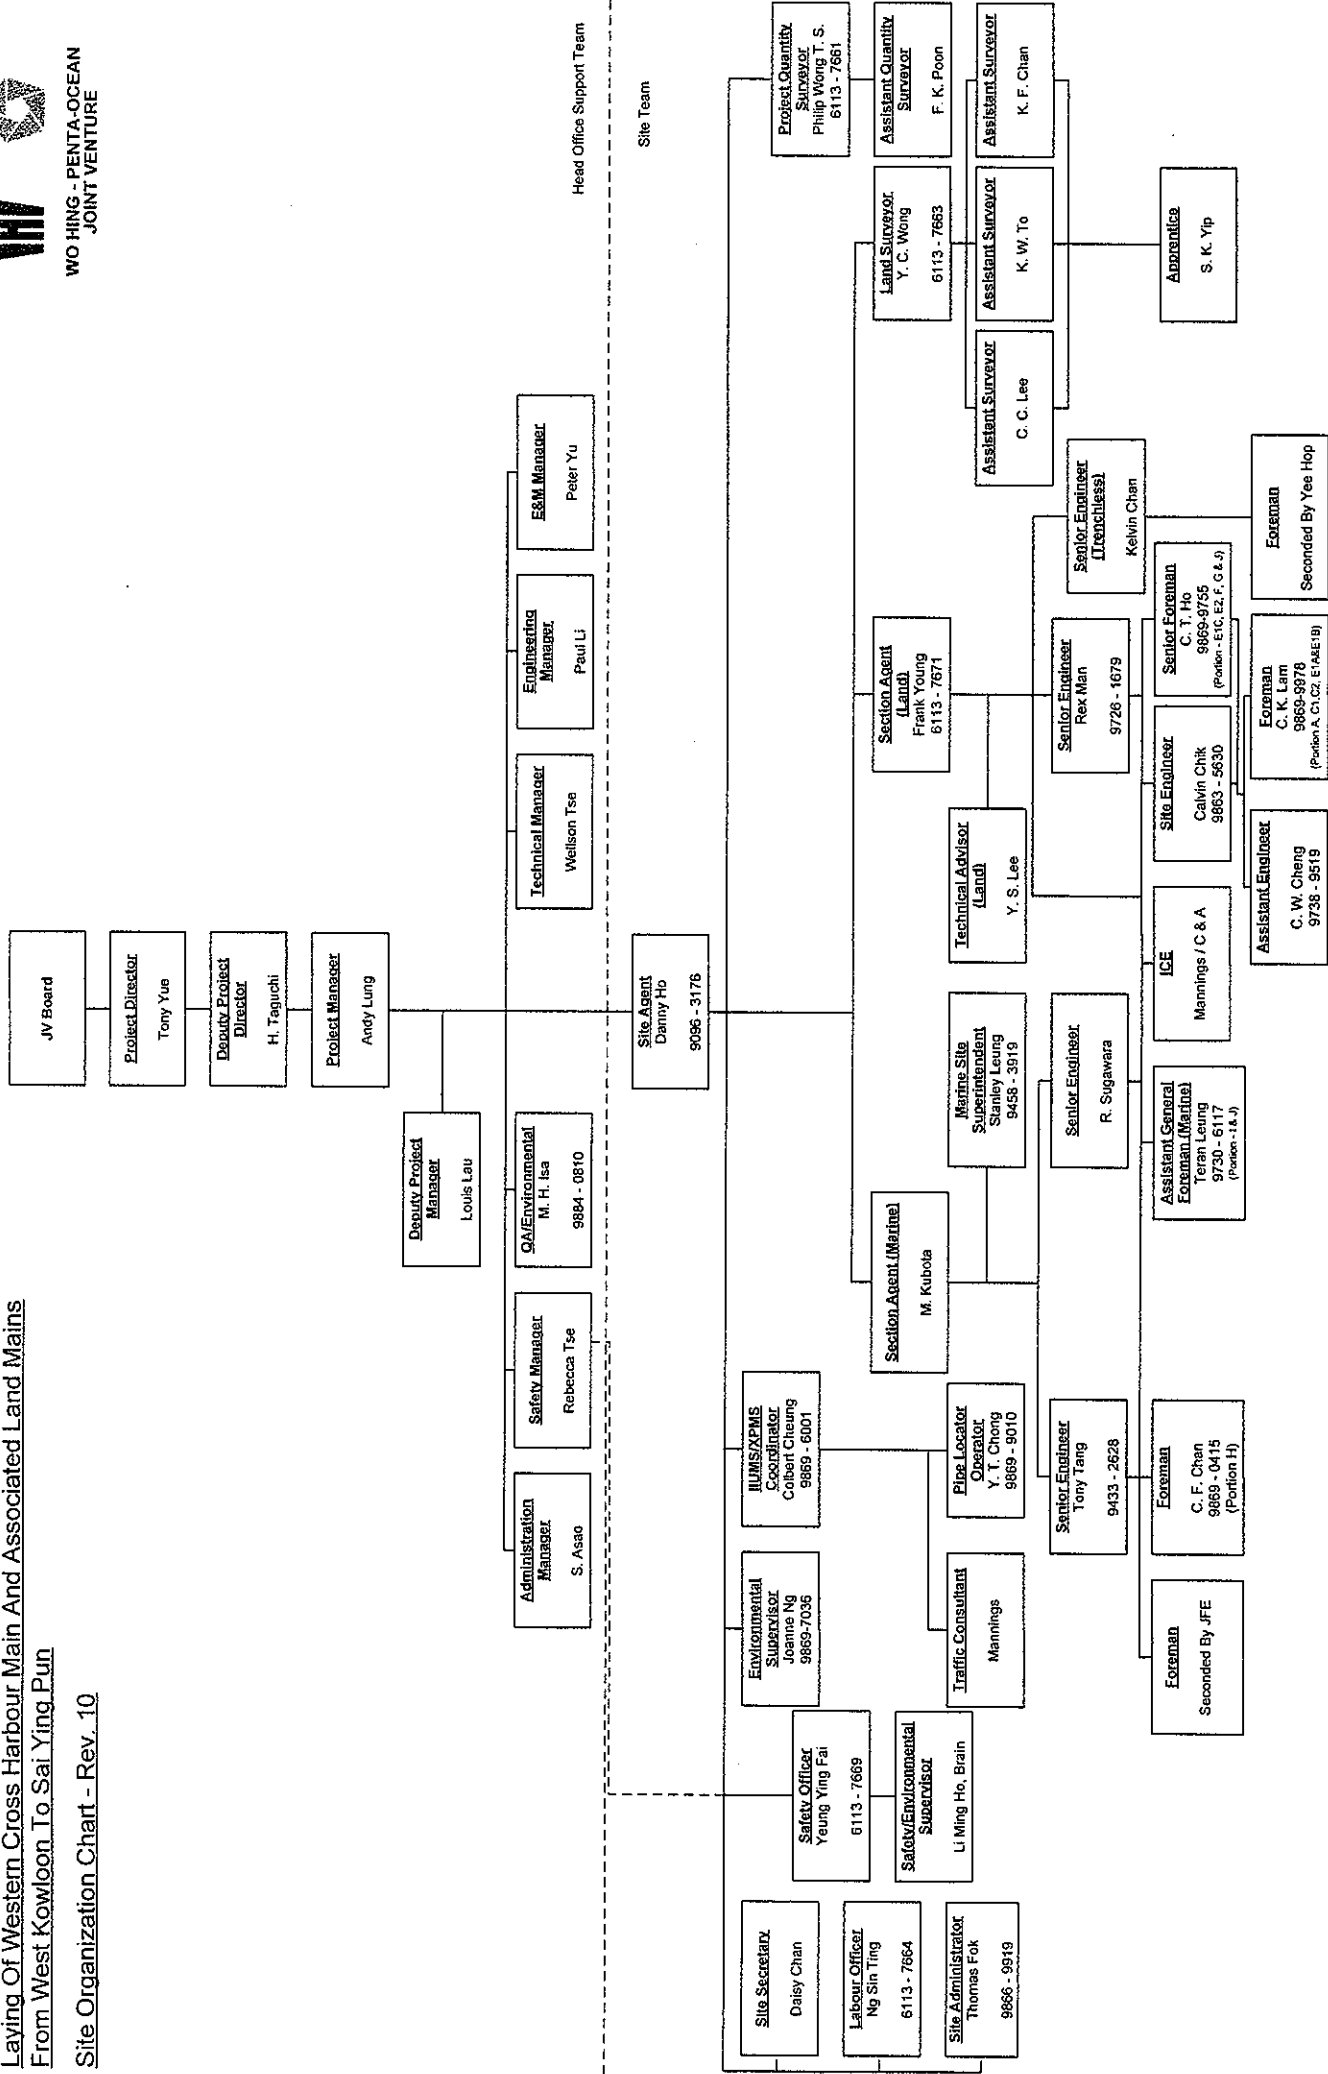 Laying Of Western Cross Harbour Main And Associated Land Mains
From West Kowloon To Sai Ying Pun
Site Organization Chart - Rev. 10
WO HING - PENTA-OCEAN
JOINT VENTURE
JV Board
Project Director
Tony Yue
Deputy Project
Director
H. Taguchi
Project Manager
Andy Lung
Deputy Project
Manager
Louis Lau
Administration
Manager
S. Asao
Safety Manager
Rebecca Tse
QA/Environmental
M. H. Isa
9884 - 0810
Technical Manager
Weilson Tse
Engineering
Manager
Paul Li
E&M Manager
Peter Yu
Head Office Support Team
Site Team
Site Agent
Danny Ho
9096 - 3176
Site Secretary
Daisy Chan
Labour Officer
Ng Sin Ting
6113 - 7664
Site Administrator
Thomas Fok
9866 - 9919
Safety Officer
Yeung Ying Fai
6113 - 7669
Safety/Environmental
Supervisor
Li Ming Ho, Brain
Environmental
Supervisor
Joanne Ng
9869-7036
IIUMS/XPMS
Coordinator
Colbert Cheung
9869 - 6001
Traffic Consultant
Mannings
Pipe Locator
Operator
Y. T. Chong
9869 - 9010
Project Quantity
Surveyor
Philip Wong T. S.
6113 - 7661
Assistant Quantity
Surveyor
F. K. Poon
Section Agent (Marine)
M. Kubota
Marine Site
Superintendent
Stanley Leung
9458 - 3919
Section Agent
(Land)
Frank Young
6113 - 7671
Technical Advisor
(Land)
Y. S. Lee
Land Surveyor
Y. C. Wong
6113 - 7663
Assistant Surveyor
C. C. Lee
Assistant Surveyor
K. W. To
Assistant Surveyor
K. F. Chan
Apprentice
S. K. Yip
Senior Engineer
Tony Tang
9433 - 2628
Senior Engineer
R. Sugawara
Senior Engineer
Rex Man
9726 - 1679
Senior Engineer
(Trenchless)
Kelvin Chan
Foreman
Seconded By JFE
Foreman
C. F. Chan
9869 - 0415
(Portion H)
Assistant General
Foreman (Marine)
Teran Leung
9730 - 6117
(Portion - I & J)
ICE
Mannings / C & A
Site Engineer
Calvin Chik
9863 - 5630
Senior Foreman
C. T. Ho
9869-9755
(Portion - E1C, E2, F, G & J)
Assistant Engineer
C. W. Cheng
9738 - 9519
Foreman
C. K. Lam
9869-9978
(Portion A, C1,C2, E1A&E1B)
Foreman
Seconded By Yee Hop